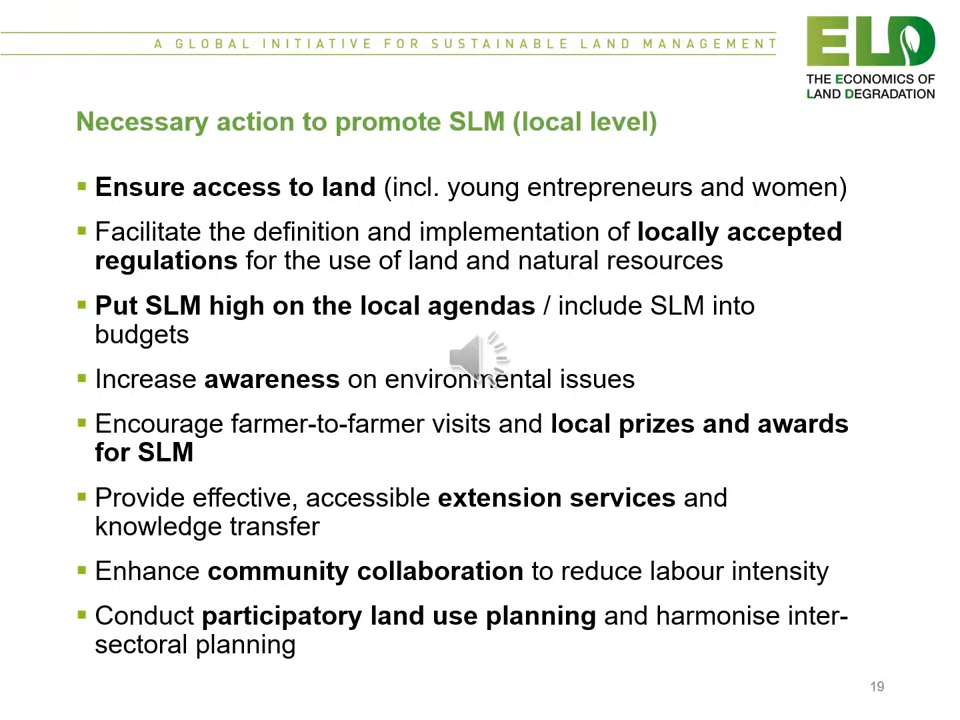 A GLOBAL INITIATIVE FOR SUSTAINABLE LAND MANAGEMENT
ELD
THE ECONOMICS OF
LAND DEGRADATION
Necessary action to promote SLM (local level)
▪ Ensure access to land (incl. young entrepreneurs and women)
▪ Facilitate the definition and implementation of locally accepted
regulations for the use of land and natural resources
▪ Put SLM high on the local agendas / include SLM into
budgets
▪ Increase awareness on environmental issues
▪ Encourage farmer-to-farmer visits and local prizes and awards
for SLM
▪ Provide effective, accessible extension services and
knowledge transfer
▪ Enhance community collaboration to reduce labour intensity
▪ Conduct participatory land use planning and harmonise inter-
sectoral planning
19